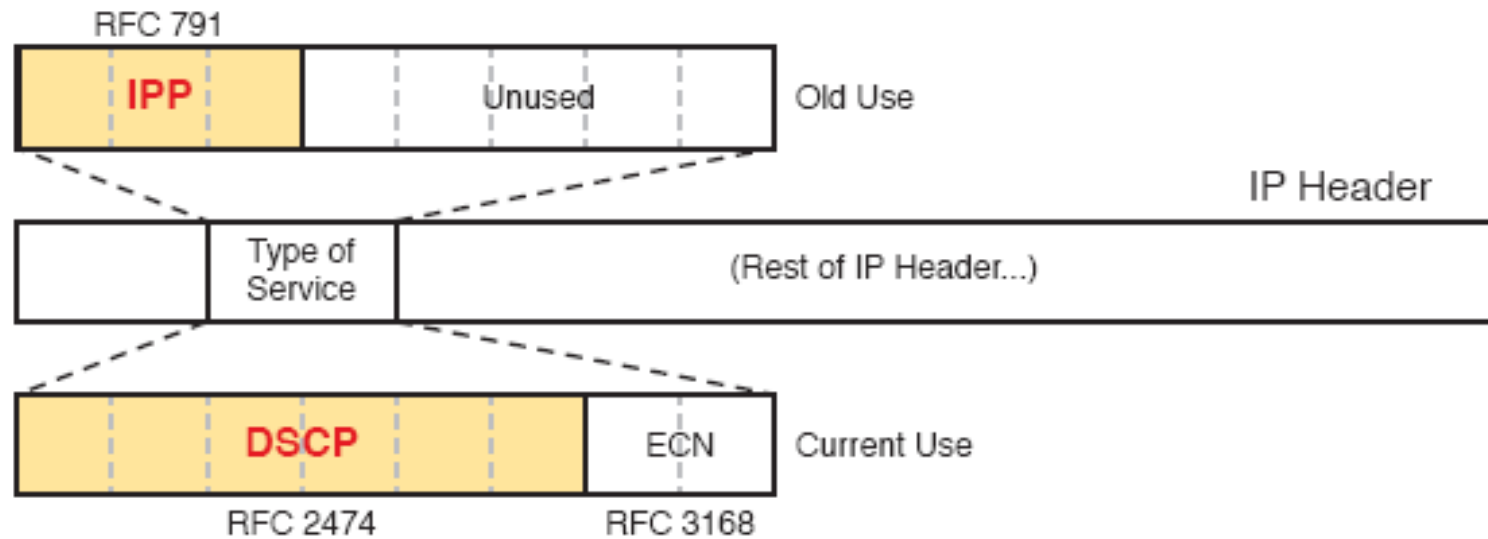 RFC 791
IPP
Unused
Old Use
IP Header
Type of
Service
(Rest of IP Header...)
DSCP
ECN
Current Use
RFC 2474
RFC 3168